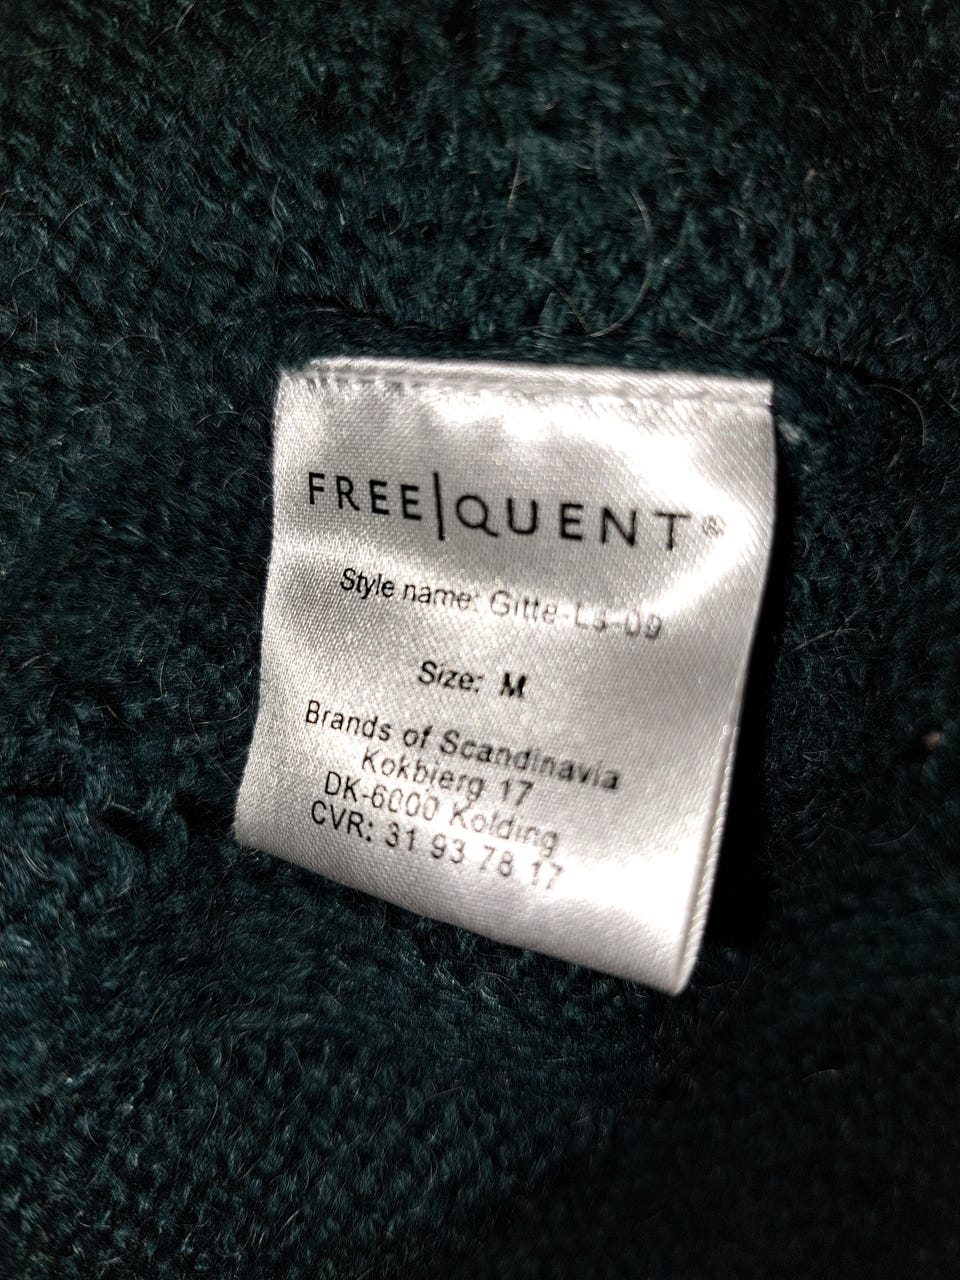 FREE|QUENT®
Style name: Gitte-Ls-09
Size: M
Brands of Scandinavia
Kokbjerg 17
DK-6000 Kolding
CVR: 31 93 78 17